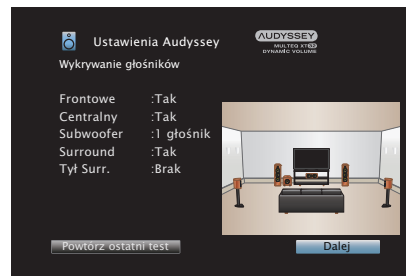 Ustawienia Audyssey
AUDYSSEY
MULTEQ XT32
DYNAMIC VOLUME
Wykrywanie głośników
Frontowe :Tak
Centralny :Tak
Subwoofer :1 głośnik
Surround :Tak
Tył Surr. :Brak
Powtórz ostatni test
Dalej